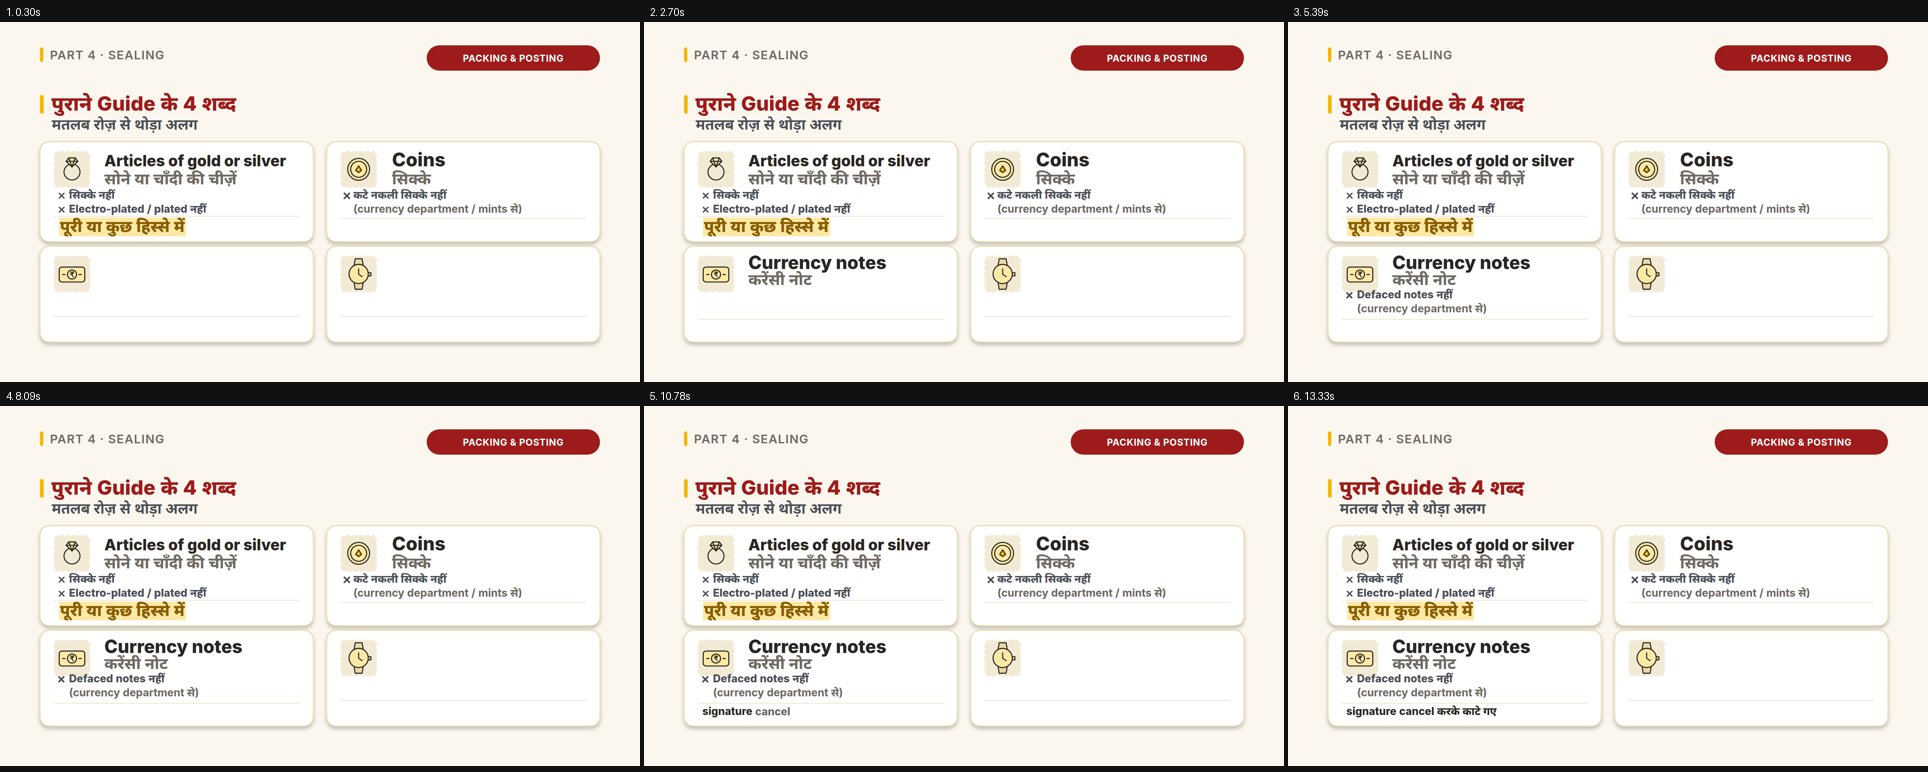 1. 0.30s
PART 4 · SEALING
PACKING & POSTING
पुराने Guide के 4 शब्द
मतलब रोज़ से थोड़ा अलग
Articles of gold or silver
सोने या चाँदी की चीज़ें
× सिक्के नहीं
× Electro-plated / plated नहीं
पूरी या कुछ हिस्से में
Coins
सिक्के
× कटे नकली सिक्के नहीं
(currency department / mints से)
2. 2.70s
PART 4 · SEALING
PACKING & POSTING
पुराने Guide के 4 शब्द
मतलब रोज़ से थोड़ा अलग
Articles of gold or silver
सोने या चाँदी की चीज़ें
× सिक्के नहीं
× Electro-plated / plated नहीं
पूरी या कुछ हिस्से में
Coins
सिक्के
× कटे नकली सिक्के नहीं
(currency department / mints से)
Currency notes
करेंसी नोट
3. 5.39s
PART 4 · SEALING
PACKING & POSTING
पुराने Guide के 4 शब्द
मतलब रोज़ से थोड़ा अलग
Articles of gold or silver
सोने या चाँदी की चीज़ें
× सिक्के नहीं
× Electro-plated / plated नहीं
पूरी या कुछ हिस्से में
Coins
सिक्के
× कटे नकली सिक्के नहीं
(currency department / mints से)
Currency notes
करेंसी नोट
× Defaced notes नहीं
(currency department से)
4. 8.09s
PART 4 · SEALING
PACKING & POSTING
पुराने Guide के 4 शब्द
मतलब रोज़ से थोड़ा अलग
Articles of gold or silver
सोने या चाँदी की चीज़ें
× सिक्के नहीं
× Electro-plated / plated नहीं
पूरी या कुछ हिस्से में
Coins
सिक्के
× कटे नकली सिक्के नहीं
(currency department / mints से)
Currency notes
करेंसी नोट
× Defaced notes नहीं
(currency department से)
5. 10.78s
PART 4 · SEALING
PACKING & POSTING
पुराने Guide के 4 शब्द
मतलब रोज़ से थोड़ा अलग
Articles of gold or silver
सोने या चाँदी की चीज़ें
× सिक्के नहीं
× Electro-plated / plated नहीं
पूरी या कुछ हिस्से में
Coins
सिक्के
× कटे नकली सिक्के नहीं
(currency department / mints से)
Currency notes
करेंसी नोट
× Defaced notes नहीं
(currency department से)
signature cancel
6. 13.33s
PART 4 · SEALING
PACKING & POSTING
पुराने Guide के 4 शब्द
मतलब रोज़ से थोड़ा अलग
Articles of gold or silver
सोने या चाँदी की चीज़ें
× सिक्के नहीं
× Electro-plated / plated नहीं
पूरी या कुछ हिस्से में
Coins
सिक्के
× कटे नकली सिक्के नहीं
(currency department / mints से)
Currency notes
करेंसी नोट
× Defaced notes नहीं
(currency department से)
signature cancel करके काटे गए